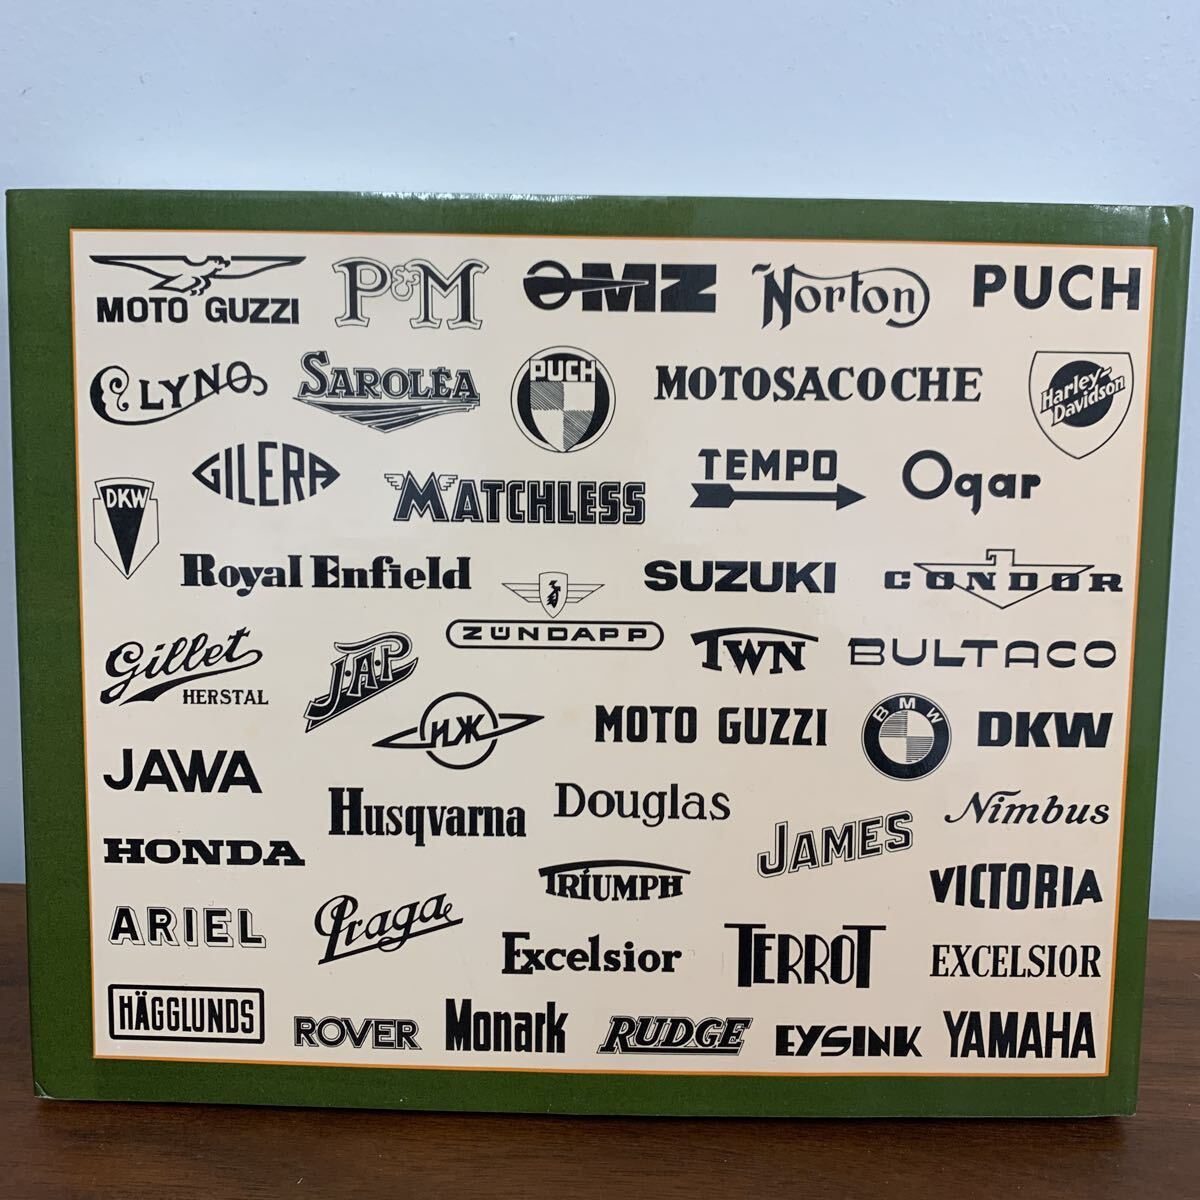 MOTO GUZZI
P&M
MZ
Norton
PUCH
CLYNO
SAROLÉA
PUCH
MOTOSACOCHE
Harley-
Davidson
GILERA
DKW
MATCHLESS
TEMPO
Ogar
Royal Enfield
ZÜNDAPP
SUZUKI
CONDOR
Gillet
HERSTAL
J.A.P
TWN
BULTACO
ИЖ
MOTO GUZZI
BMW
DKW
JAWA
Husqvarna
Douglas
Nimbus
HONDA
JAMES
TRIUMPH
VICTORIA
ARIEL
Praga
Excelsior
TERROT
EXCELSIOR
HÄGGLUNDS
ROVER
Monark
RUDGE
EYSINK
YAMAHA